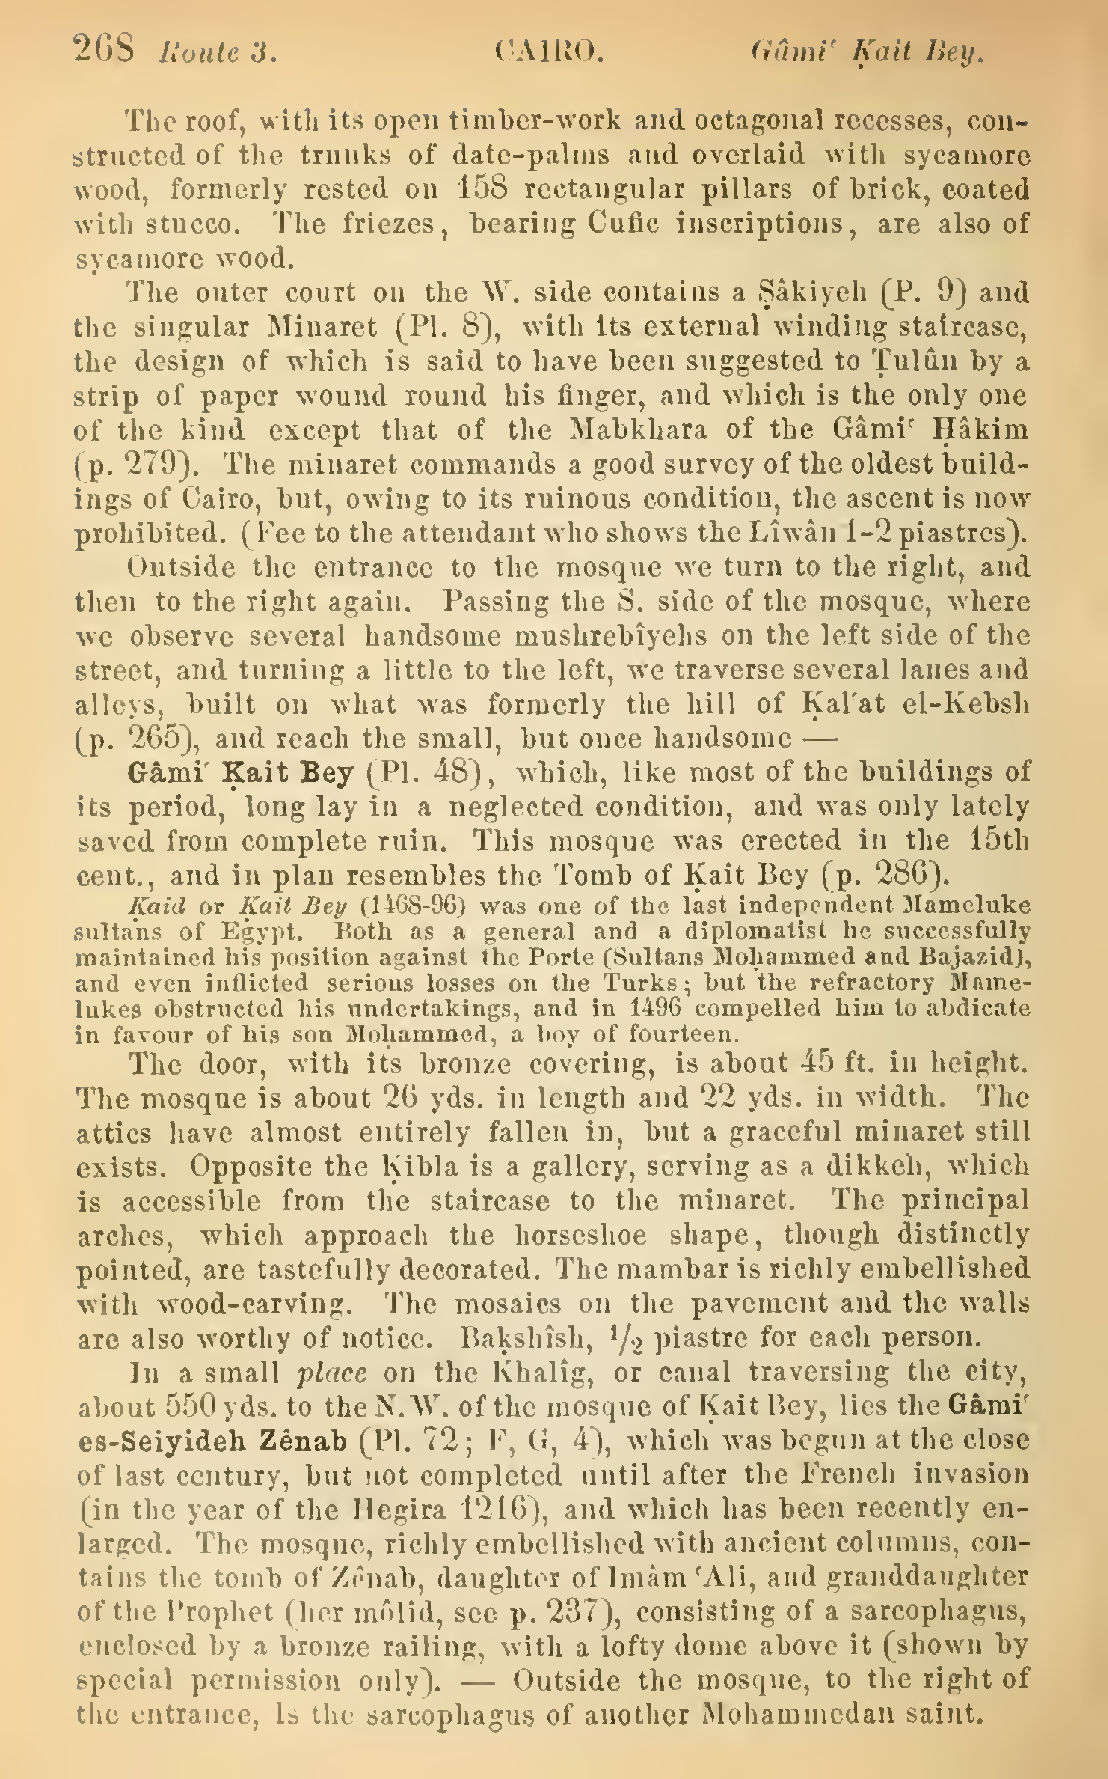 268 Route 3. CAIRO. Gâmiʿ Ḳait Bey.
The roof, with its open timber-work and octagonal recesses, con-
structed of the trunks of date-palms and overlaid with sycamore
wood, formerly rested on 158 rectangular pillars of brick, coated
with stucco. The friezes, bearing Cufic inscriptions, are also of
sycamore wood.
The outer court on the W. side contains a Ṣâkiyeh (P. 9) and
the singular Minaret (Pl. 8), with its external winding staircase,
the design of which is said to have been suggested to Ṭulûn by a
strip of paper wound round his finger, and which is the only one
of the kind except that of the Mabkhara of the Gâmiʿ Ḥâkim
(p. 279). The minaret commands a good survey of the oldest build-
ings of Cairo, but, owing to its ruinous condition, the ascent is now
prohibited. (Fee to the attendant who shows the Lîwân 1-2 piastres).
Outside the entrance to the mosque we turn to the right, and
then to the right again. Passing the S. side of the mosque, where
we observe several handsome mushrebîyehs on the left side of the
street, and turning a little to the left, we traverse several lanes and
alleys, built on what was formerly the hill of Ḳalʿat el-Kebsh
(p. 265), and reach the small, but once handsome —
Gâmiʿ Ḳait Bey (Pl. 48), which, like most of the buildings of
its period, long lay in a neglected condition, and was only lately
saved from complete ruin. This mosque was erected in the 15th
cent., and in plan resembles the Tomb of Ḳait Bey (p. 286).
Ḳaid or Ḳait Bey (1468-96) was one of the last independent Mameluke
sultans of Egypt. Both as a general and a diplomatist he successfully
maintained his position against the Porte (Sultans Moḥammed and Bajazid),
and even inflicted serious losses on the Turks; but the refractory Mame-
lukes obstructed his undertakings, and in 1496 compelled him to abdicate
in favour of his son Moḥammed, a boy of fourteen.
The door, with its bronze covering, is about 45 ft. in height.
The mosque is about 26 yds. in length and 22 yds. in width. The
attics have almost entirely fallen in, but a graceful minaret still
exists. Opposite the Ḳibla is a gallery, serving as a dikkeh, which
is accessible from the staircase to the minaret. The principal
arches, which approach the horseshoe shape, though distinctly
pointed, are tastefully decorated. The mambar is richly embellished
with wood-carving. The mosaics on the pavement and the walls
are also worthy of notice. Baḳshîsh, 1/2 piastre for each person.
In a small place on the Khalîg, or canal traversing the city,
about 550 yds. to the N.W. of the mosque of Ḳait Bey, lies the Gâmiʿ
es-Seiyideh Zênab (Pl. 72; F, G, 4), which was begun at the close
of last century, but not completed until after the French invasion
(in the year of the Hegira 1216), and which has been recently en-
larged. The mosque, richly embellished with ancient columns, con-
tains the tomb of Zênab, daughter of Imâm ʿAli, and granddaughter
of the Prophet (her môlid, see p. 237), consisting of a sarcophagus,
enclosed by a bronze railing, with a lofty dome above it (shown by
special permission only). — Outside the mosque, to the right of
the entrance, is the sarcophagus of another Mohammedan saint.